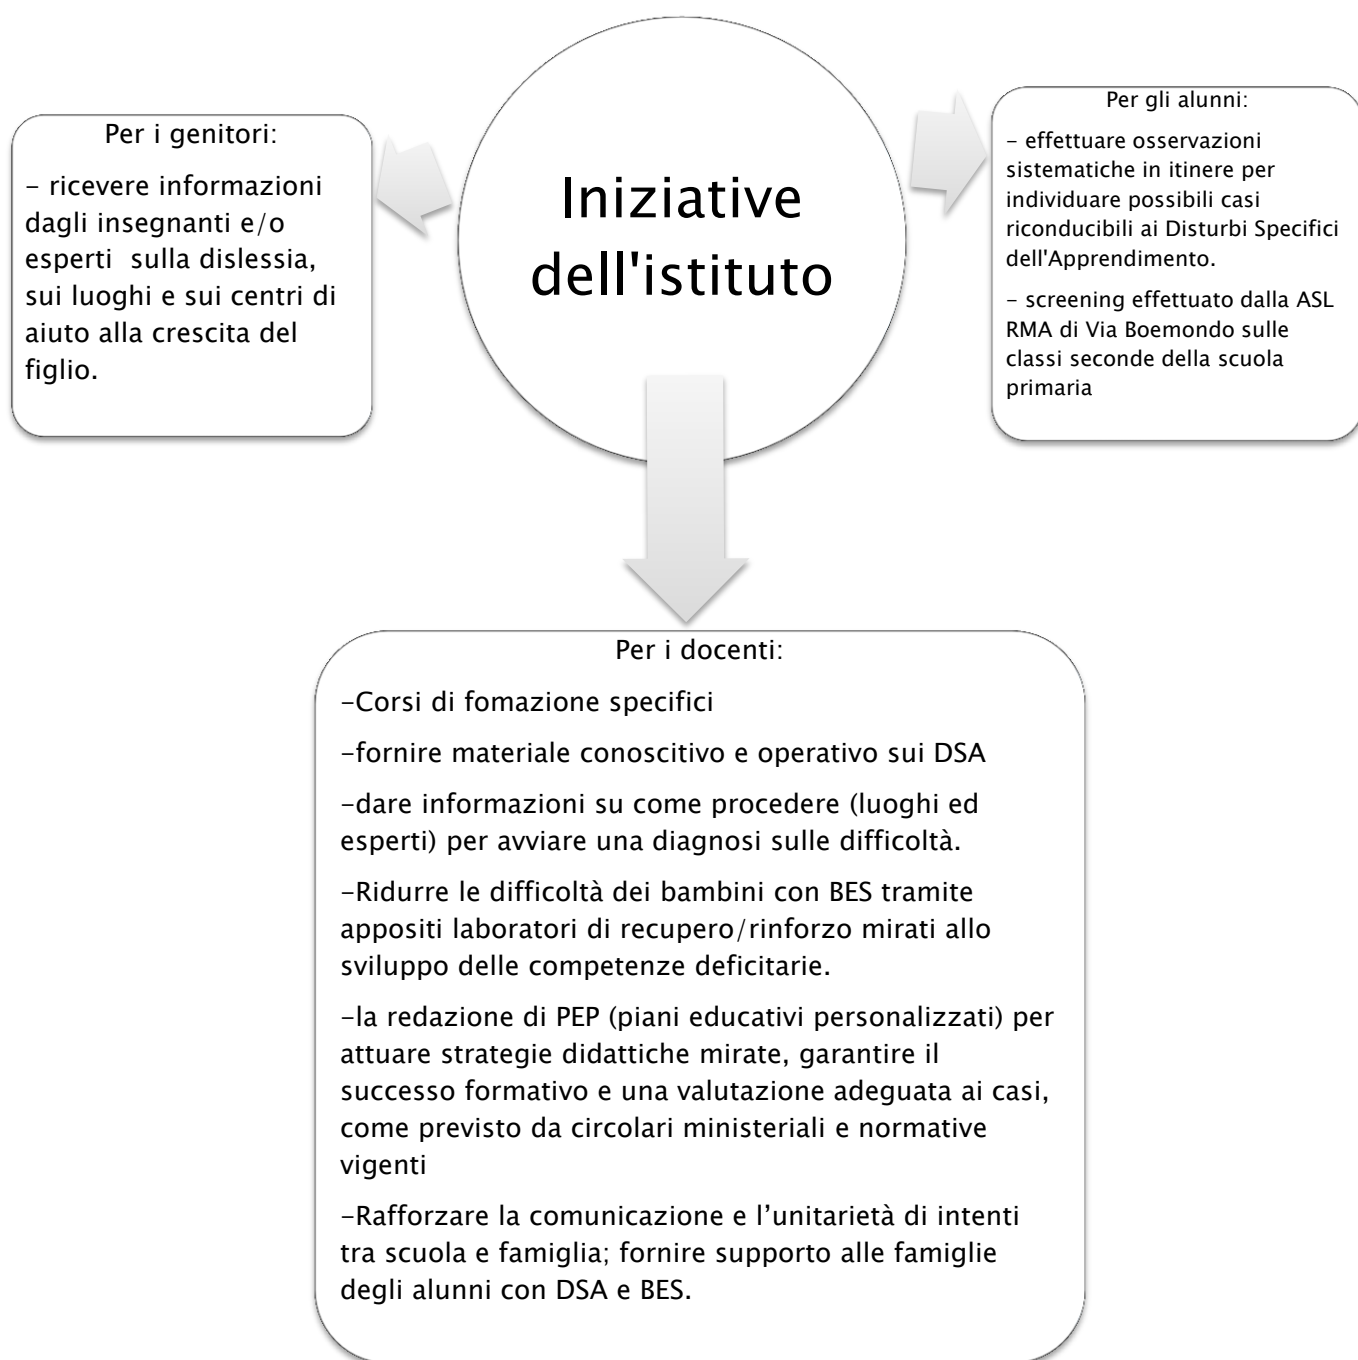 Iniziative
dell'istituto
Per i genitori:
- ricevere informazioni
dagli insegnanti e/o
esperti sulla dislessia,
sui luoghi e sui centri di
aiuto alla crescita del
figlio.
Per gli alunni:
- effettuare osservazioni
sistematiche in itinere per
individuare possibili casi
riconducibili ai Disturbi Specifici
dell'Apprendimento.
- screening effettuato dalla ASL
RMA di Via Boemondo sulle
classi seconde della scuola
primaria
Per i docenti:
-Corsi di fomazione specifici
-fornire materiale conoscitivo e operativo sui DSA
-dare informazioni su come procedere (luoghi ed
esperti) per avviare una diagnosi sulle difficoltà.
-Ridurre le difficoltà dei bambini con BES tramite
appositi laboratori di recupero/rinforzo mirati allo
sviluppo delle competenze deficitarie.
-la redazione di PEP (piani educativi personalizzati) per
attuare strategie didattiche mirate, garantire il
successo formativo e una valutazione adeguata ai casi,
come previsto da circolari ministeriali e normative
vigenti
-Rafforzare la comunicazione e l’unitarietà di intenti
tra scuola e famiglia; fornire supporto alle famiglie
degli alunni con DSA e BES.